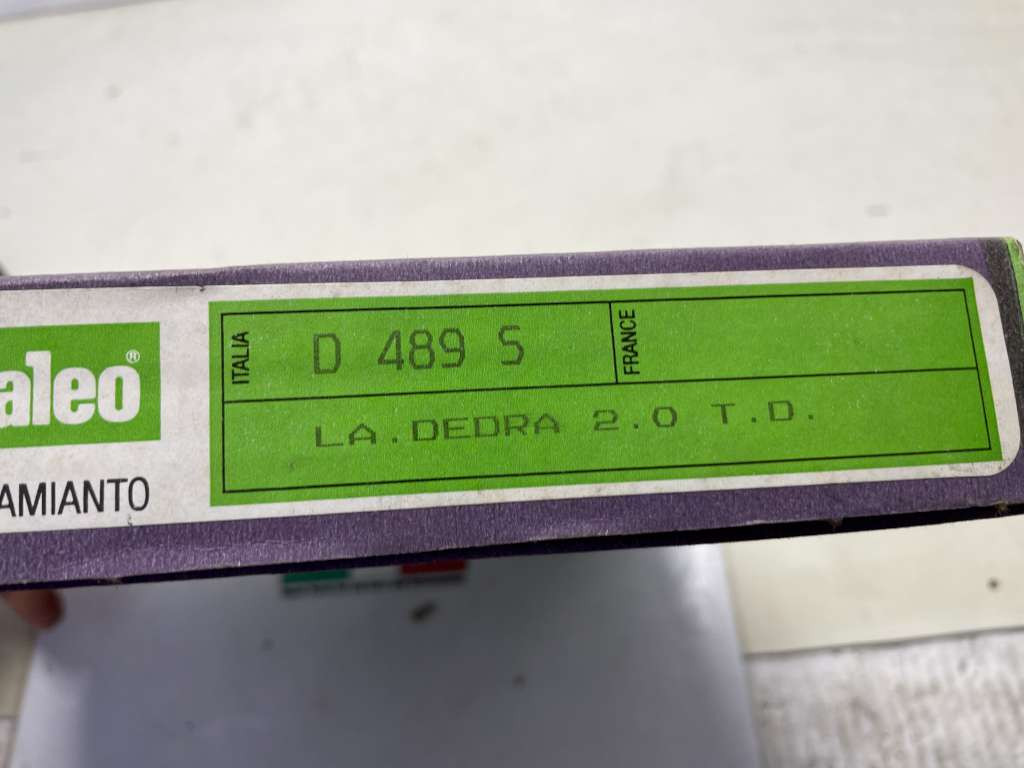 aleo®
AMIANTO
ITALIA
D 489 S
FRANCE
LA.DEDRA 2.0 T.D.